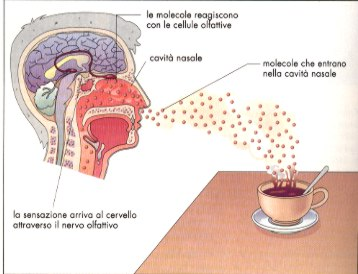 le molecole reagiscono
con le cellule olfattive
cavità nasale
molecole che entrano
nella cavità nasale
la sensazione arriva al cervello
attraverso il nervo olfattivo